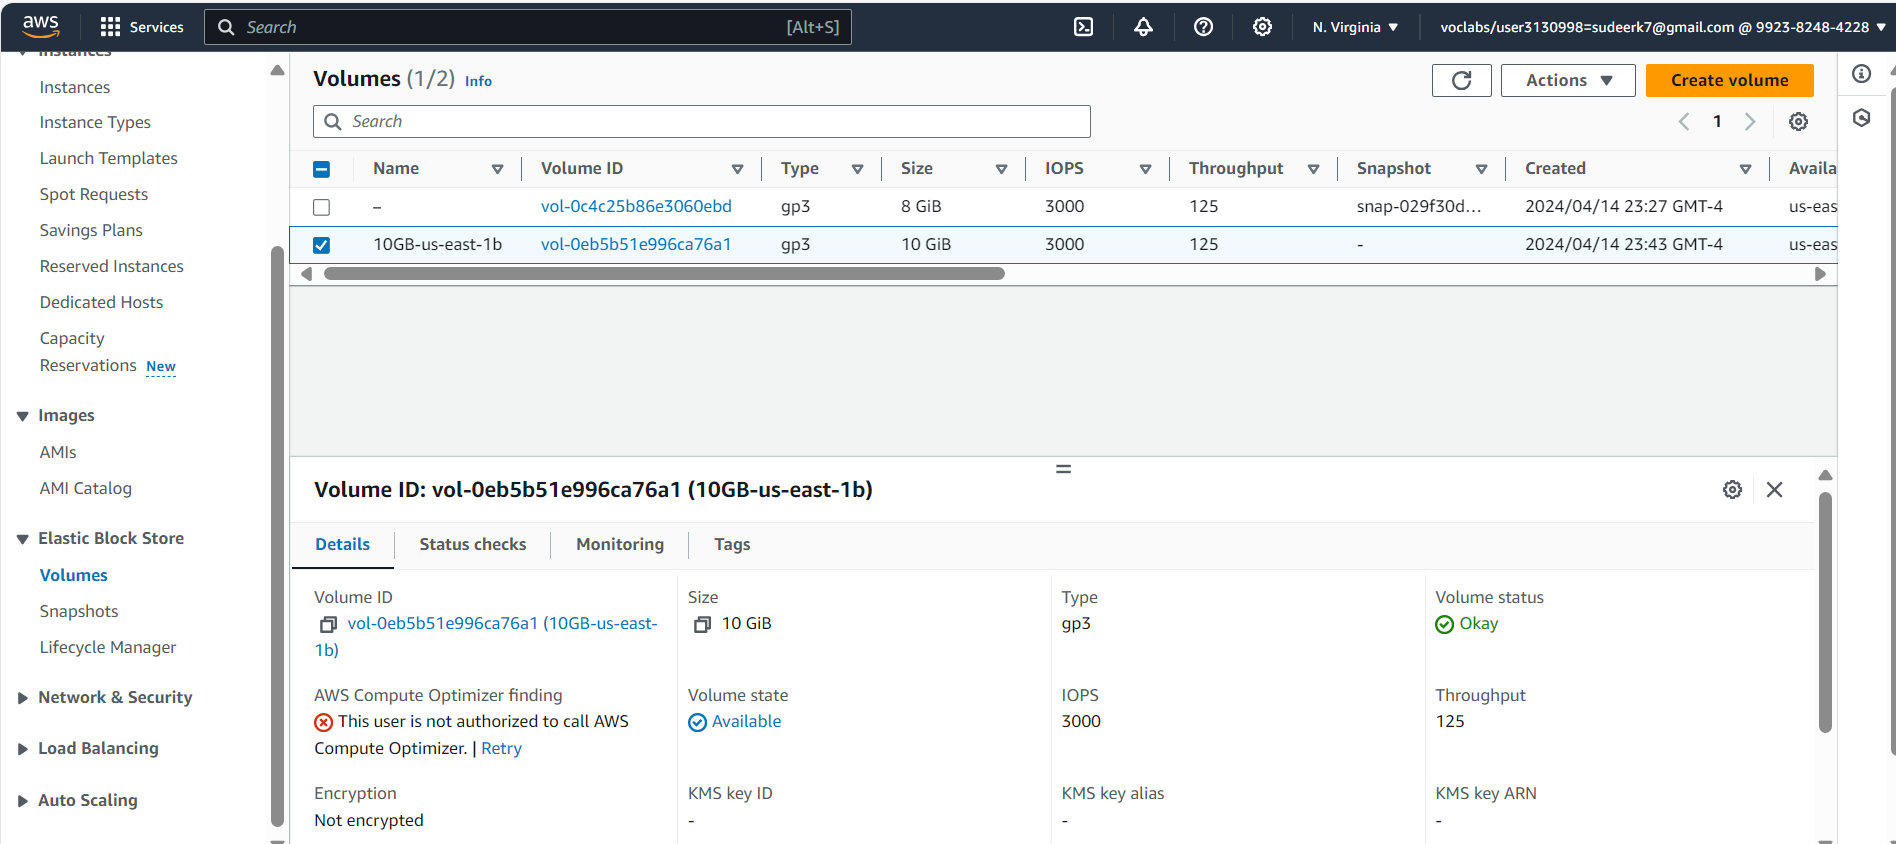 aws Services Search [Alt+S] N. Virginia voclabs/user3130998=sudeerk7@gmail.com @ 9923-8248-4228
Instances
Instances
Instance Types
Launch Templates
Spot Requests
Savings Plans
Reserved Instances
Dedicated Hosts
Capacity
Reservations New
Images
AMIs
AMI Catalog
Elastic Block Store
Volumes
Snapshots
Lifecycle Manager
Network & Security
Load Balancing
Auto Scaling
Volumes (1/2) Info Actions Create volume
Search 1
Name Volume ID Type Size IOPS Throughput Snapshot Created Availa
– vol-0c4c25b86e3060ebd gp3 8 GiB 3000 125 snap-029f30d... 2024/04/14 23:27 GMT-4 us-eas
10GB-us-east-1b vol-0eb5b51e996ca76a1 gp3 10 GiB 3000 125 - 2024/04/14 23:43 GMT-4 us-eas
Volume ID: vol-0eb5b51e996ca76a1 (10GB-us-east-1b)
Details Status checks Monitoring Tags
Volume ID
vol-0eb5b51e996ca76a1 (10GB-us-east-
1b)
Size
10 GiB
Type
gp3
Volume status
Okay
AWS Compute Optimizer finding
This user is not authorized to call AWS
Compute Optimizer. | Retry
Volume state
Available
IOPS
3000
Throughput
125
Encryption
Not encrypted
KMS key ID
-
KMS key alias
-
KMS key ARN
-